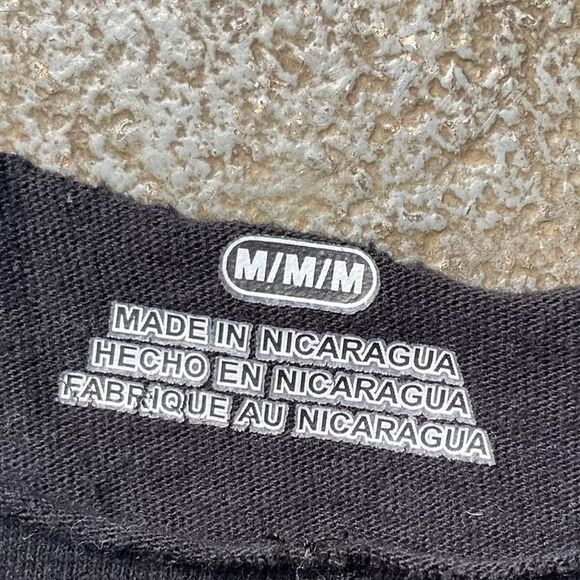 M/M/M
MADE IN NICARAGUA
HECHO EN NICARAGUA
FABRIQUE AU NICARAGUA